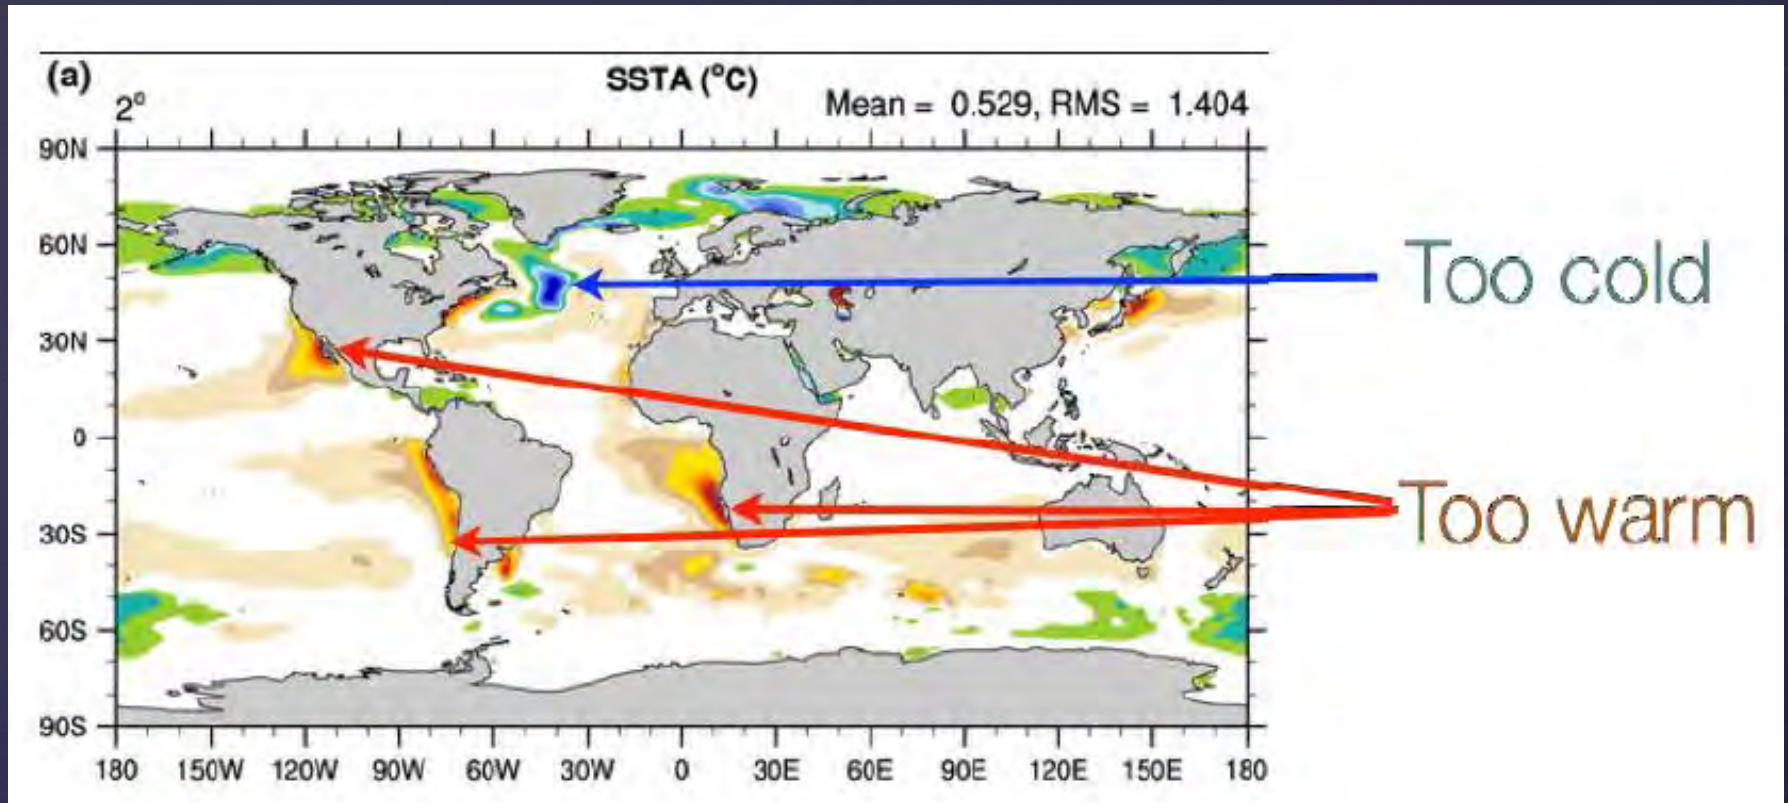 (a)
SSTA (°C)
2°
Mean = 0.529, RMS = 1.404
90N
60N
30N
0
30S
60S
90S
180 150W 120W 90W 60W 30W 0 30E 60E 90E 120E 150E 180
Too cold
Too warm